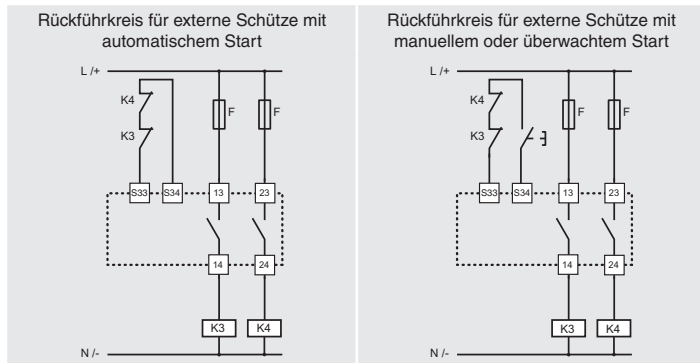 Rückführkreis für externe Schütze mit
automatischem Start
L /+
K4
K3
F
F
S33
S34
13
23
14
24
K3
K4
N /-
Rückführkreis für externe Schütze mit
manuellem oder überwachtem Start
L /+
K4
K3
F
F
S33
S34
13
23
14
24
K3
K4
N /-